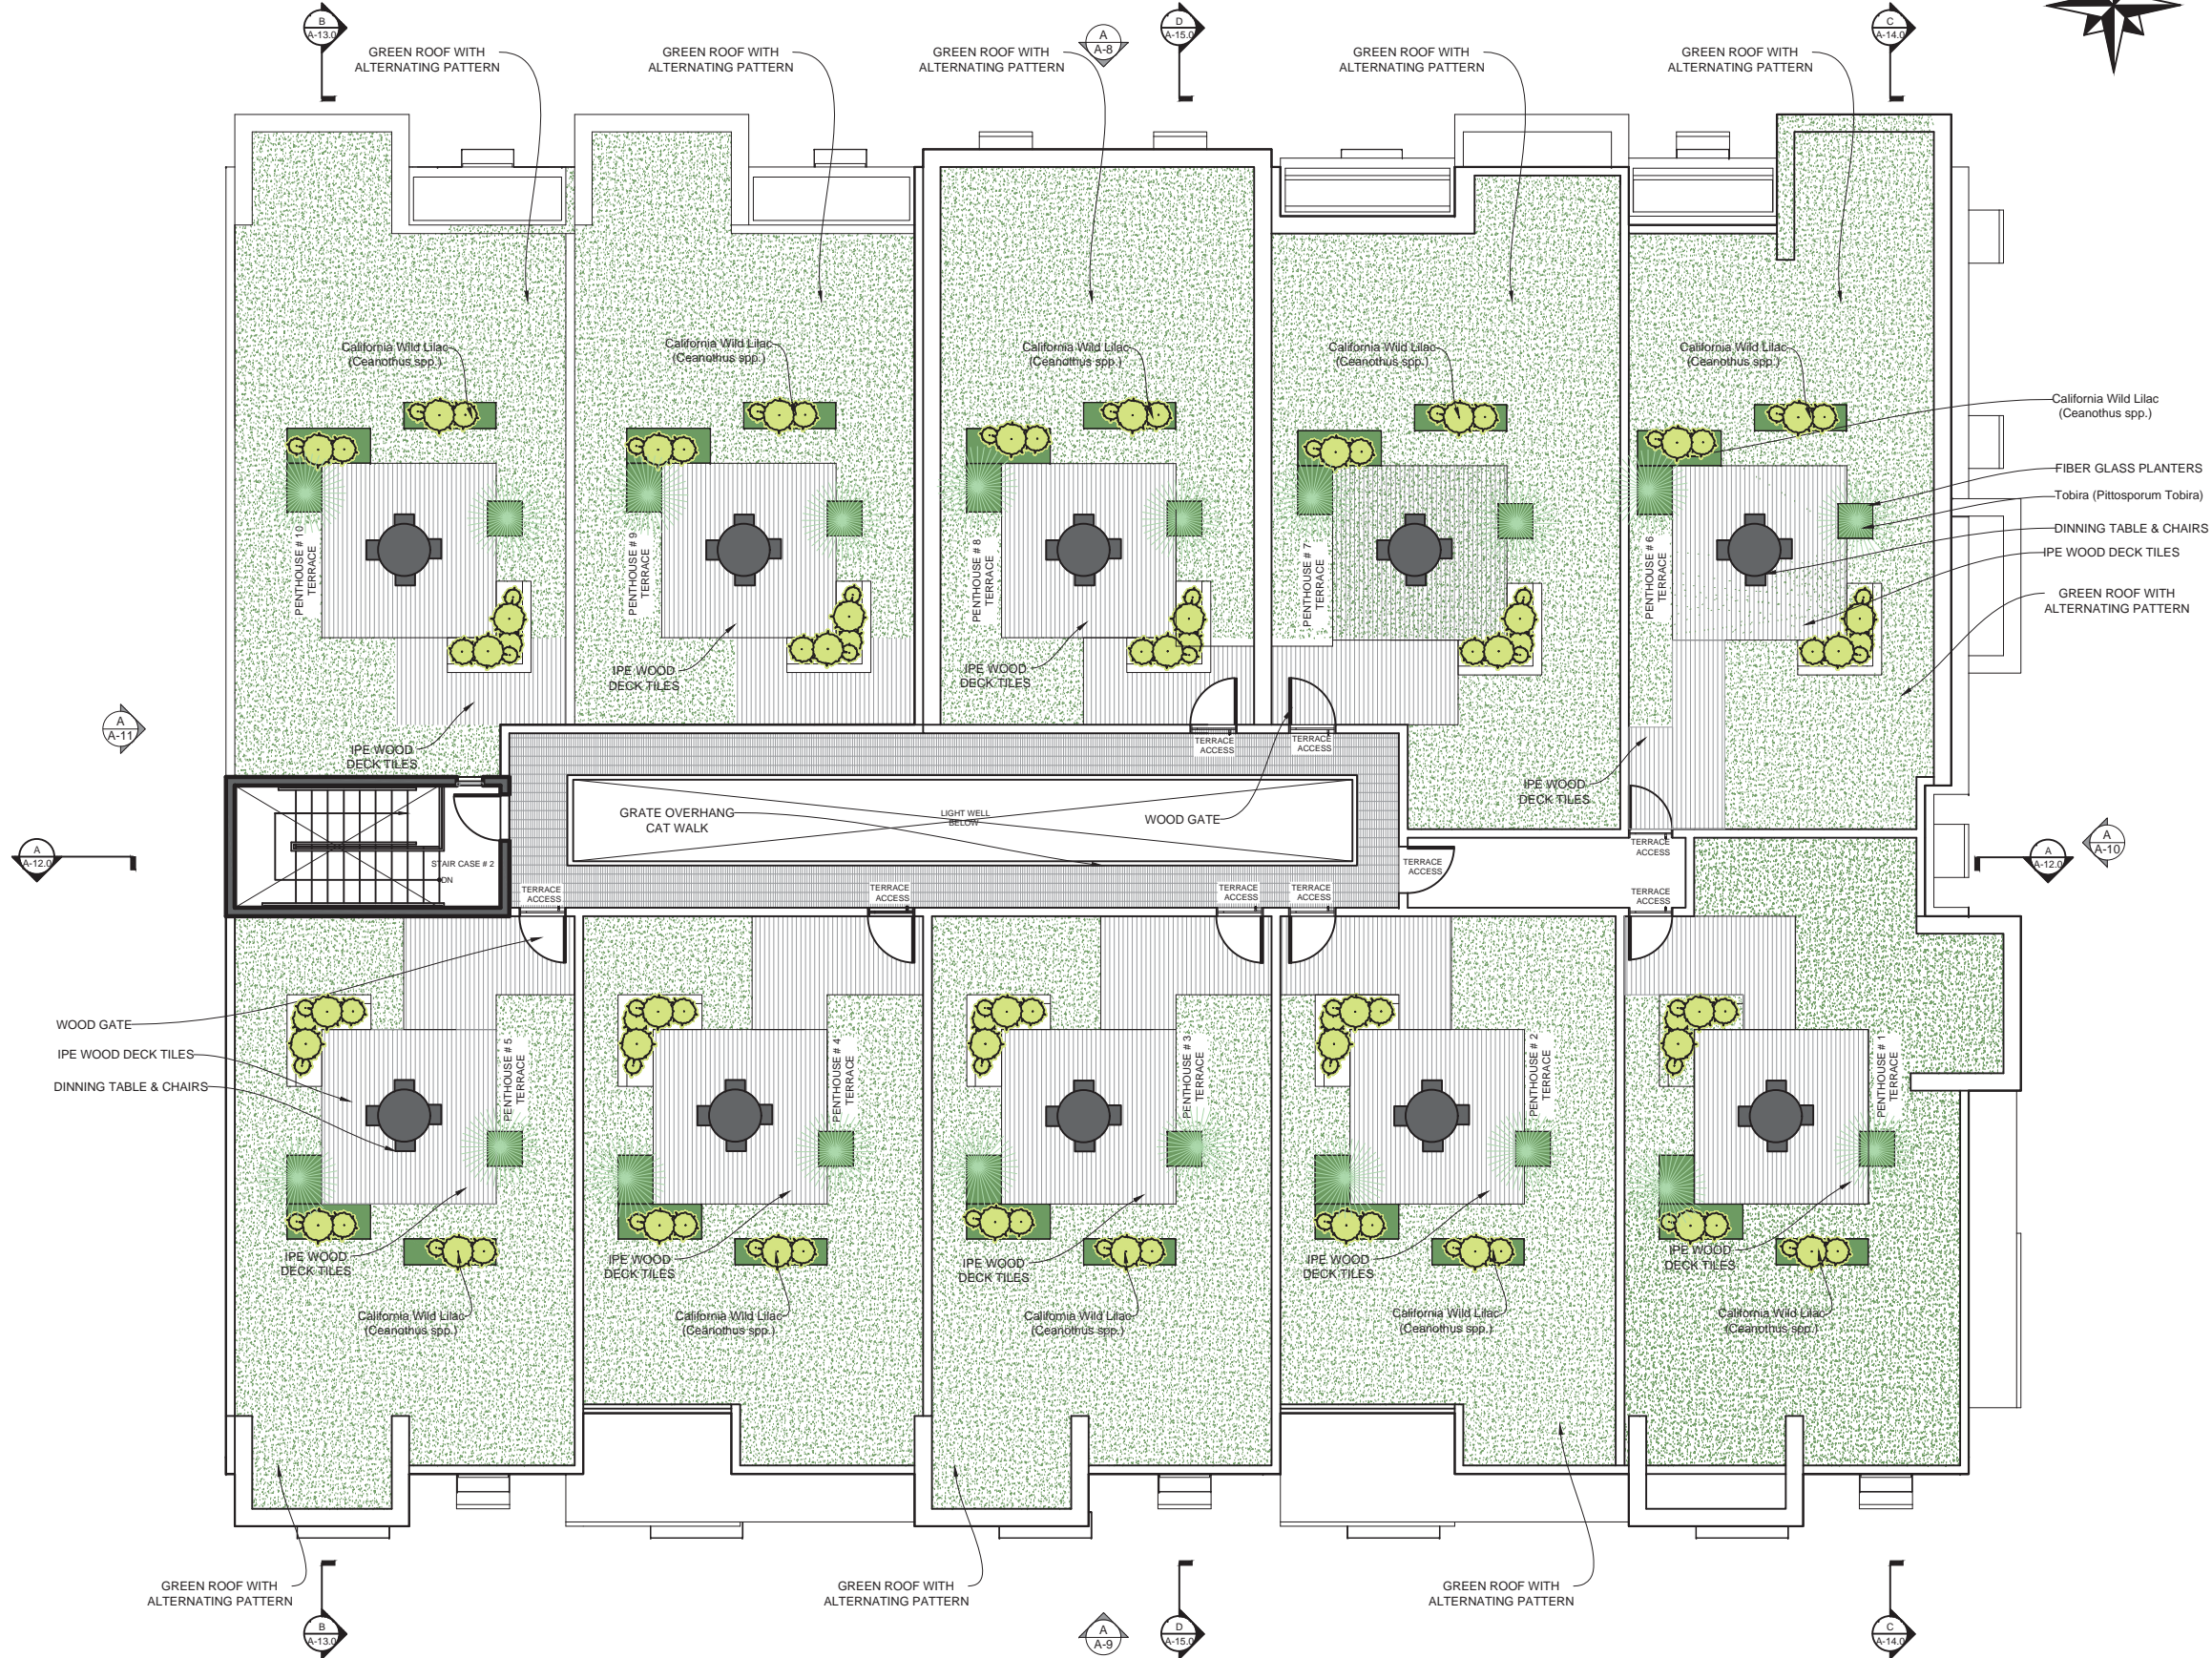 B
A-13.0
GREEN ROOF WITH
ALTERNATING PATTERN
GREEN ROOF WITH
ALTERNATING PATTERN
GREEN ROOF WITH
ALTERNATING PATTERN
A
A-8
D
A-15.0
GREEN ROOF WITH
ALTERNATING PATTERN
GREEN ROOF WITH
ALTERNATING PATTERN
C
A-14.0
California Wild Lilac
(Ceanothus spp.)
California Wild Lilac
(Ceanothus spp.)
California Wild Lilac
(Ceanothus spp.)
California Wild Lilac
(Ceanothus spp.)
California Wild Lilac
(Ceanothus spp.)
California Wild Lilac
(Ceanothus spp.)
FIBER GLASS PLANTERS
Tobira (Pittosporum Tobira)
DINNING TABLE & CHAIRS
IPE WOOD DECK TILES
GREEN ROOF WITH
ALTERNATING PATTERN
PENTHOUSE # 10
TERRACE
PENTHOUSE # 9
TERRACE
PENTHOUSE # 8
TERRACE
PENTHOUSE # 7
TERRACE
PENTHOUSE # 6
TERRACE
IPE WOOD
DECK TILES
IPE WOOD
DECK TILES
IPE WOOD
DECK TILES
IPE WOOD
DECK TILES
A
A-11
TERRACE
ACCESS
TERRACE
ACCESS
GRATE OVERHANG
CAT WALK
LIGHT WELL
BELOW
WOOD GATE
A
A-12.0
STAIR CASE # 2
DN
TERRACE
ACCESS
TERRACE
ACCESS
A
A-12.0
A
A-10
TERRACE
ACCESS
TERRACE
ACCESS
TERRACE
ACCESS
TERRACE
ACCESS
TERRACE
ACCESS
WOOD GATE
IPE WOOD DECK TILES
DINNING TABLE & CHAIRS
PENTHOUSE # 5
TERRACE
PENTHOUSE # 4
TERRACE
PENTHOUSE # 3
TERRACE
PENTHOUSE # 2
TERRACE
PENTHOUSE # 1
TERRACE
IPE WOOD
DECK TILES
IPE WOOD
DECK TILES
IPE WOOD
DECK TILES
IPE WOOD
DECK TILES
IPE WOOD
DECK TILES
California Wild Lilac
(Ceanothus spp.)
California Wild Lilac
(Ceanothus spp.)
California Wild Lilac
(Ceanothus spp.)
California Wild Lilac
(Ceanothus spp.)
California Wild Lilac
(Ceanothus spp.)
GREEN ROOF WITH
ALTERNATING PATTERN
GREEN ROOF WITH
ALTERNATING PATTERN
GREEN ROOF WITH
ALTERNATING PATTERN
B
A-13.0
A
A-9
D
A-15.0
C
A-14.0